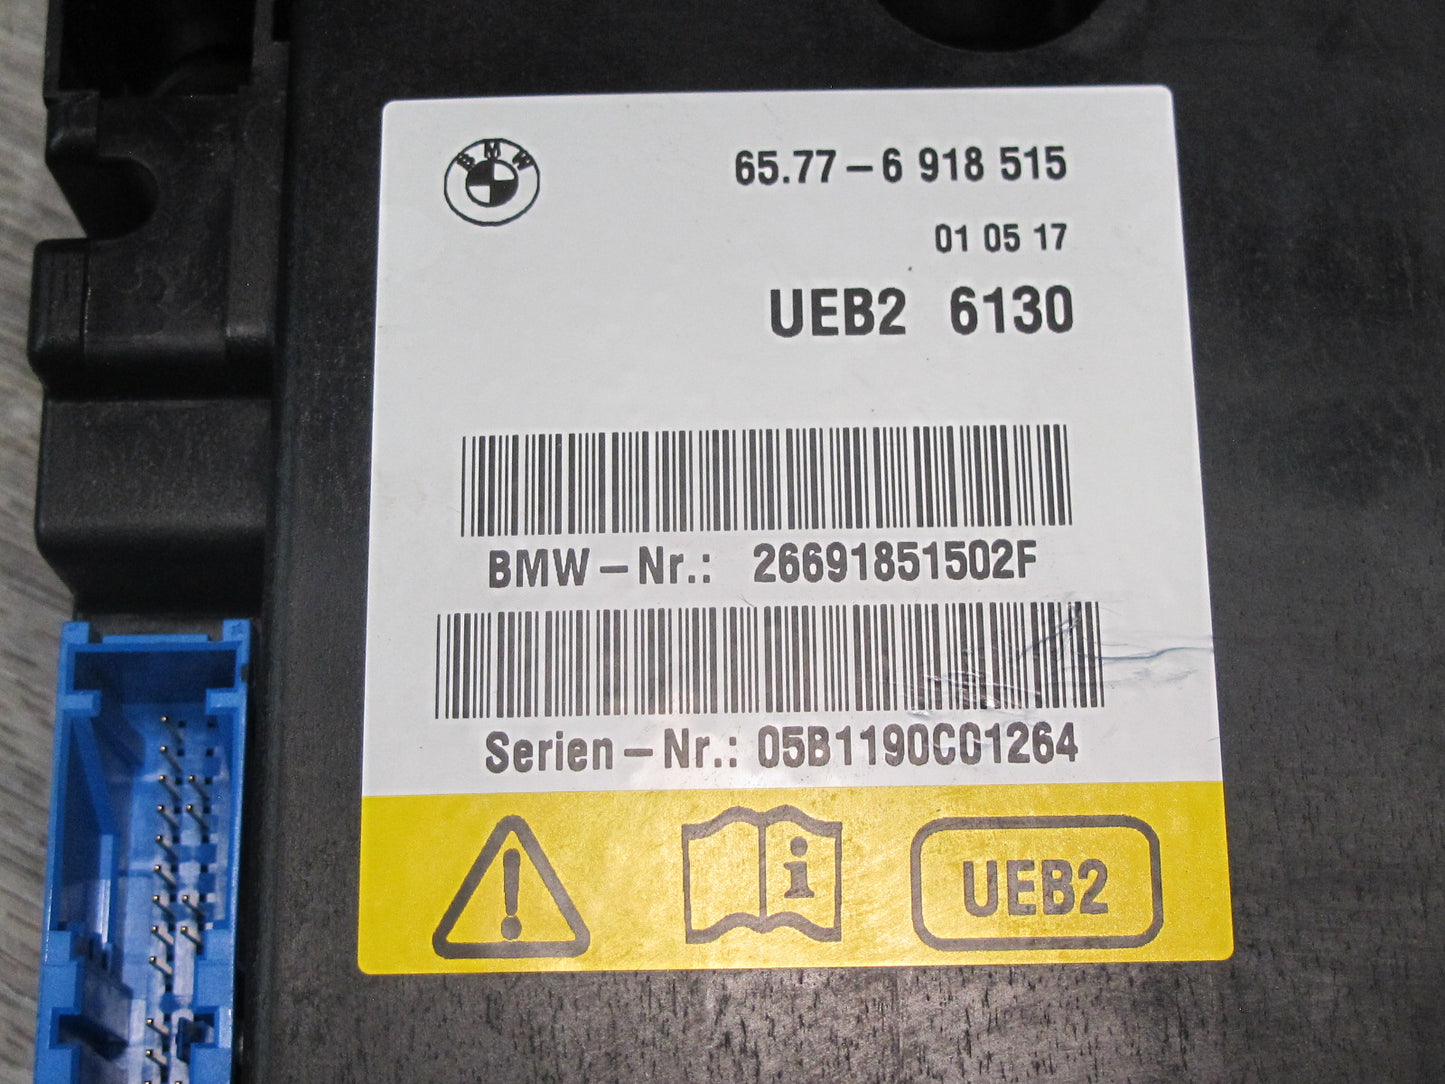 BMW
65.77-6 918 515
01 05 17
UEB2 6130
BMW-Nr.: 26691851502F
Serien-Nr.: 05B1190C01264
! i UEB2